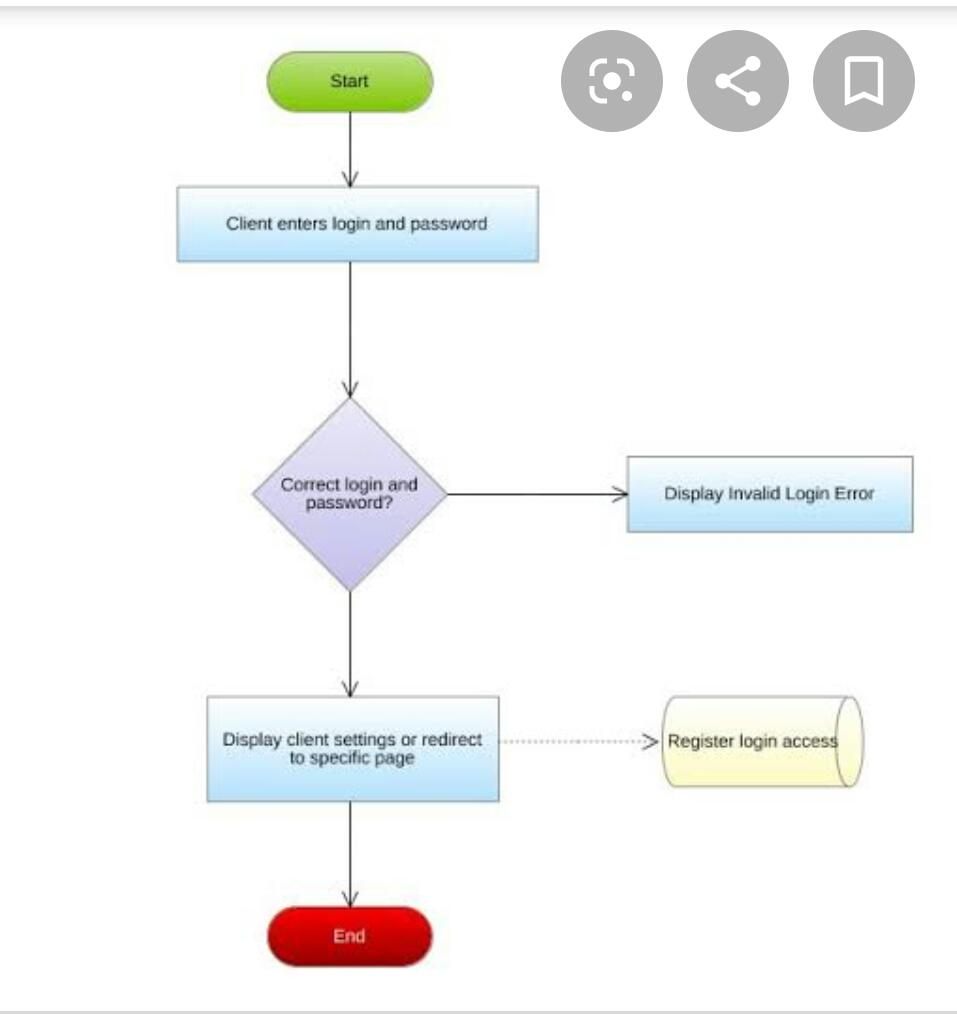 Start
Client enters login and password
Correct login and
password?
Display Invalid Login Error
Display client settings or redirect
to specific page
Register login access
End